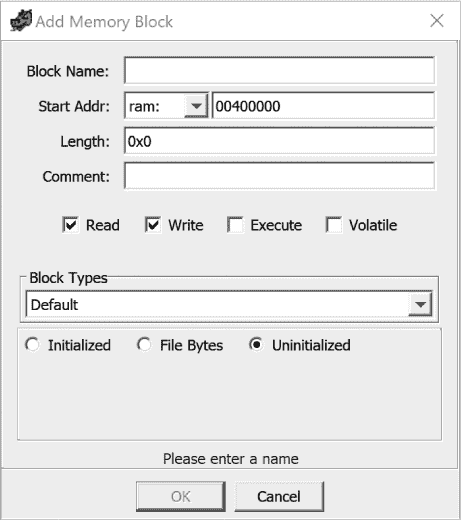 Add Memory Block
Block Name:
Start Addr: ram: 00400000
Length: 0x0
Comment:
Read Write Execute Volatile
Block Types
Default
Initialized File Bytes Uninitialized
Please enter a name
OK Cancel